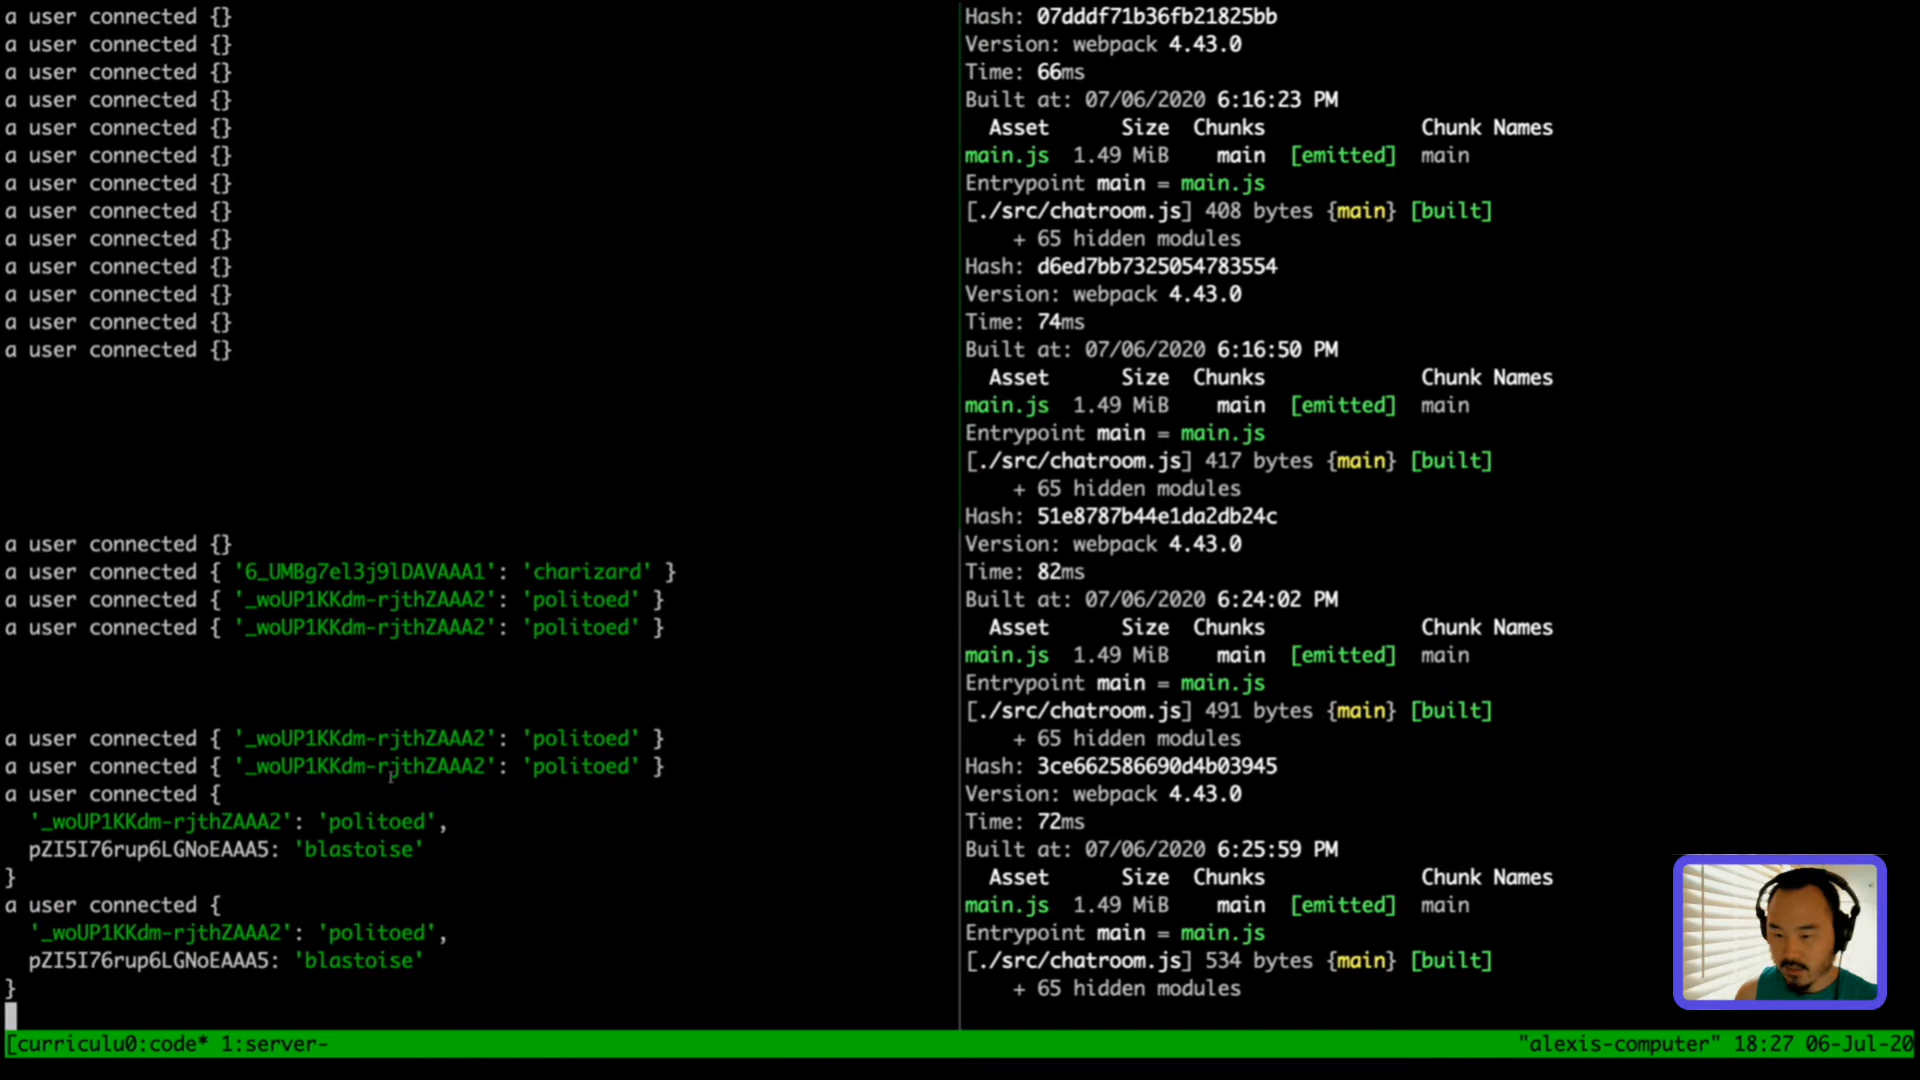 a user connected {}
a user connected {}
a user connected {}
a user connected {}
a user connected {}
a user connected {}
a user connected {}
a user connected {}
a user connected {}
a user connected {}
a user connected {}
a user connected {}
a user connected {}
a user connected {}
a user connected { '6_UMBg7el3j9lDAVAAA1': 'charizard' }
a user connected { '_woUP1KKdm-rjthZAAA2': 'politoed' }
a user connected { '_woUP1KKdm-rjthZAAA2': 'politoed' }
a user connected { '_woUP1KKdm-rjthZAAA2': 'politoed' }
a user connected { '_woUP1KKdm-rjthZAAA2': 'politoed' }
a user connected {
'_woUP1KKdm-rjthZAAA2': 'politoed',
pZI5I76rup6LGNoEAAA5: 'blastoise'
}
a user connected {
'_woUP1KKdm-rjthZAAA2': 'politoed',
pZI5I76rup6LGNoEAAA5: 'blastoise'
}
Hash: 07dddf71b36fb21825bb
Version: webpack 4.43.0
Time: 66ms
Built at: 07/06/2020 6:16:23 PM
Asset Size Chunks Chunk Names
main.js 1.49 MiB main [emitted] main
Entrypoint main = main.js
[./src/chatroom.js] 408 bytes {main} [built]
+ 65 hidden modules
Hash: d6ed7bb7325054783554
Version: webpack 4.43.0
Time: 74ms
Built at: 07/06/2020 6:16:50 PM
Asset Size Chunks Chunk Names
main.js 1.49 MiB main [emitted] main
Entrypoint main = main.js
[./src/chatroom.js] 417 bytes {main} [built]
+ 65 hidden modules
Hash: 51e8787b44e1da2db24c
Version: webpack 4.43.0
Time: 82ms
Built at: 07/06/2020 6:24:02 PM
Asset Size Chunks Chunk Names
main.js 1.49 MiB main [emitted] main
Entrypoint main = main.js
[./src/chatroom.js] 491 bytes {main} [built]
+ 65 hidden modules
Hash: 3ce662586690d4b03945
Version: webpack 4.43.0
Time: 72ms
Built at: 07/06/2020 6:25:59 PM
Asset Size Chunks Chunk Names
main.js 1.49 MiB main [emitted] main
Entrypoint main = main.js
[./src/chatroom.js] 534 bytes {main} [built]
+ 65 hidden modules
[curriculu0:code* 1:server- "alexis-computer" 18:27 06-Jul-20